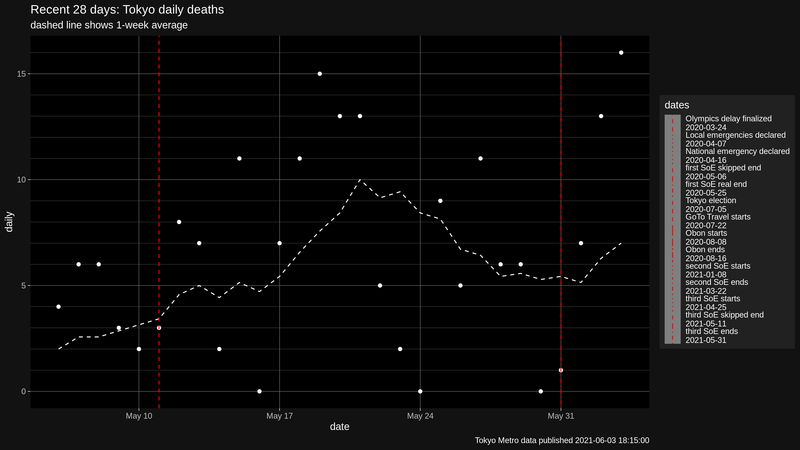 Recent 28 days: Tokyo daily deaths
dashed line shows 1-week average
daily
15
10
5
0
May 10
May 17
May 24
May 31
date
Tokyo Metro data published 2021-06-03 18:15:00
dates
Olympics delay finalized
2020-03-24
Local emergencies declared
2020-04-07
National emergency declared
2020-04-16
first SoE skipped end
2020-05-06
first SoE real end
2020-05-25
Tokyo election
2020-07-05
GoTo Travel starts
2020-07-22
Obon starts
2020-08-08
Obon ends
2020-08-16
second SoE starts
2021-01-08
second SoE ends
2021-03-22
third SoE starts
2021-04-25
third SoE skipped end
2021-05-11
third SoE ends
2021-05-31